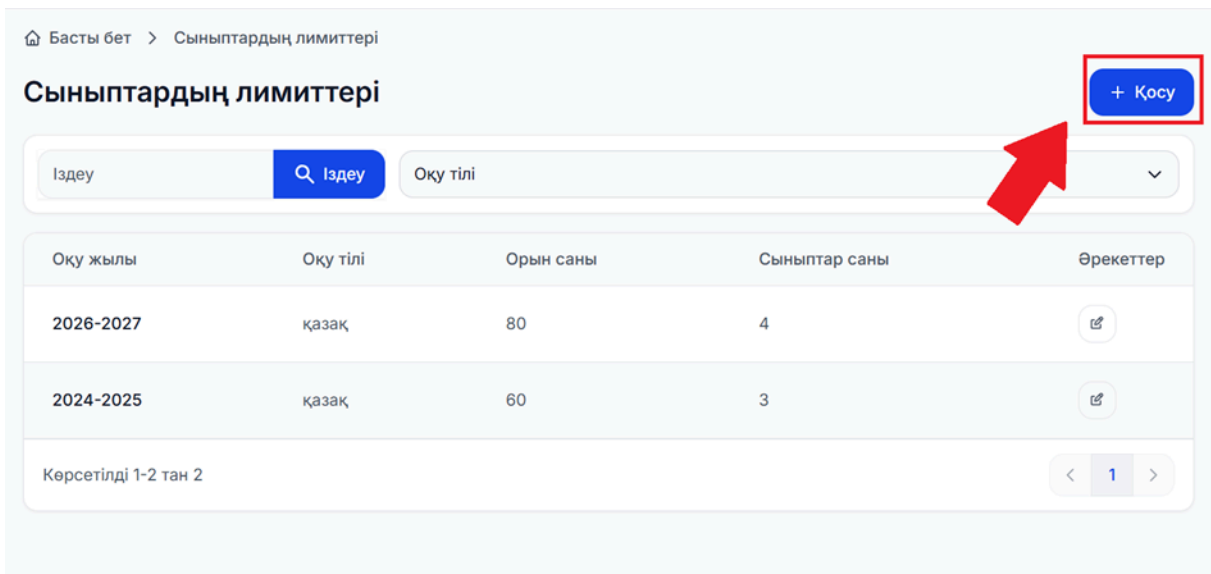 Басты бет > Сыныптардың лимиттері
Сыныптардың лимиттері
+ Қосу
Іздеу
Іздеу
Оқу тілі
Оқу жылы Оқу тілі Орын саны Сыныптар саны Әрекеттер
2026-2027 қазақ 80 4
2024-2025 қазақ 60 3
Көрсетілді 1-2 тан 2
< 1 >